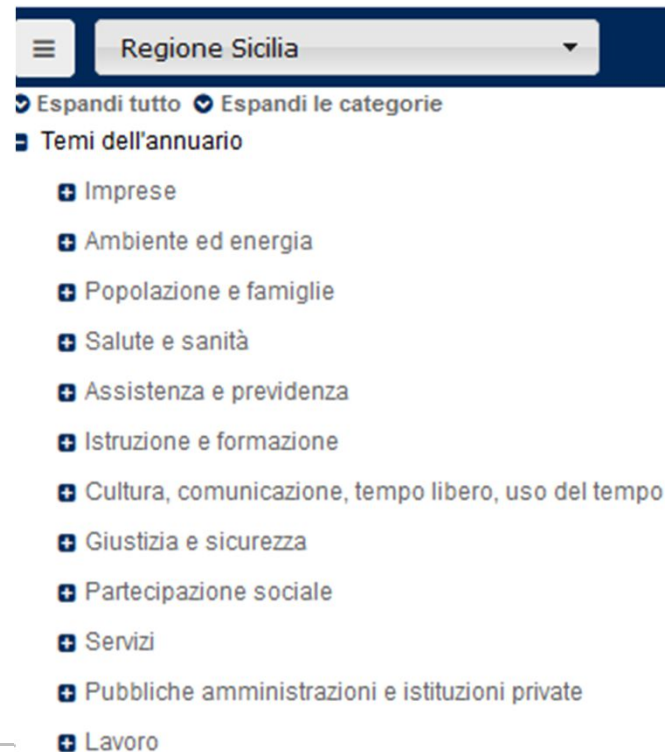 Regione Sicilia
Espandi tutto Espandi le categorie
Temi dell'annuario
Imprese
Ambiente ed energia
Popolazione e famiglie
Salute e sanità
Assistenza e previdenza
Istruzione e formazione
Cultura, comunicazione, tempo libero, uso del tempo
Giustizia e sicurezza
Partecipazione sociale
Servizi
Pubbliche amministrazioni e istituzioni private
Lavoro